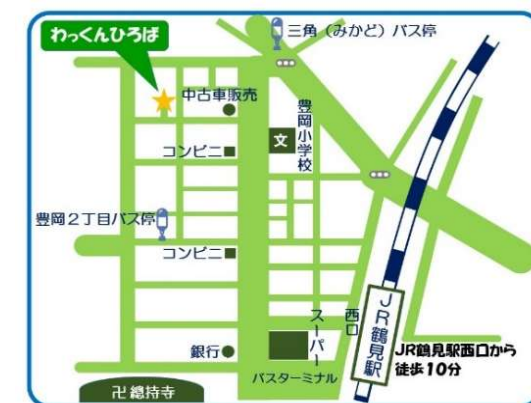 わっくんひろば
三角（みかど）バス停
中古車販売
文
豊岡小学校
コンビニ
豊岡２丁目バス停
コンビニ
銀行
スーパー
西口
JR鶴見駅
JR鶴見駅西口から
徒歩１０分
バスターミナル
卍總持寺